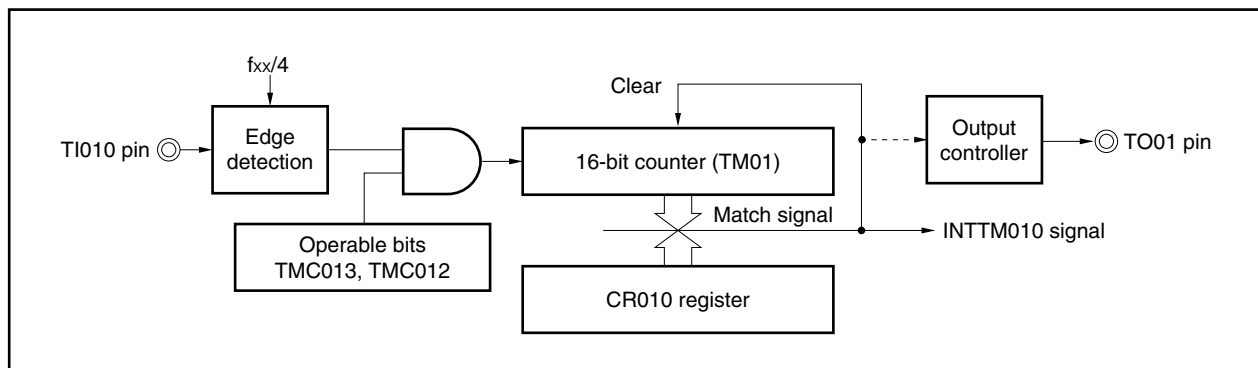 fxx/4
Clear
TI010 pin
Edge
detection
16-bit counter (TM01)
Output
controller
TO01 pin
Match signal
INTTM010 signal
Operable bits
TMC013, TMC012
CR010 register